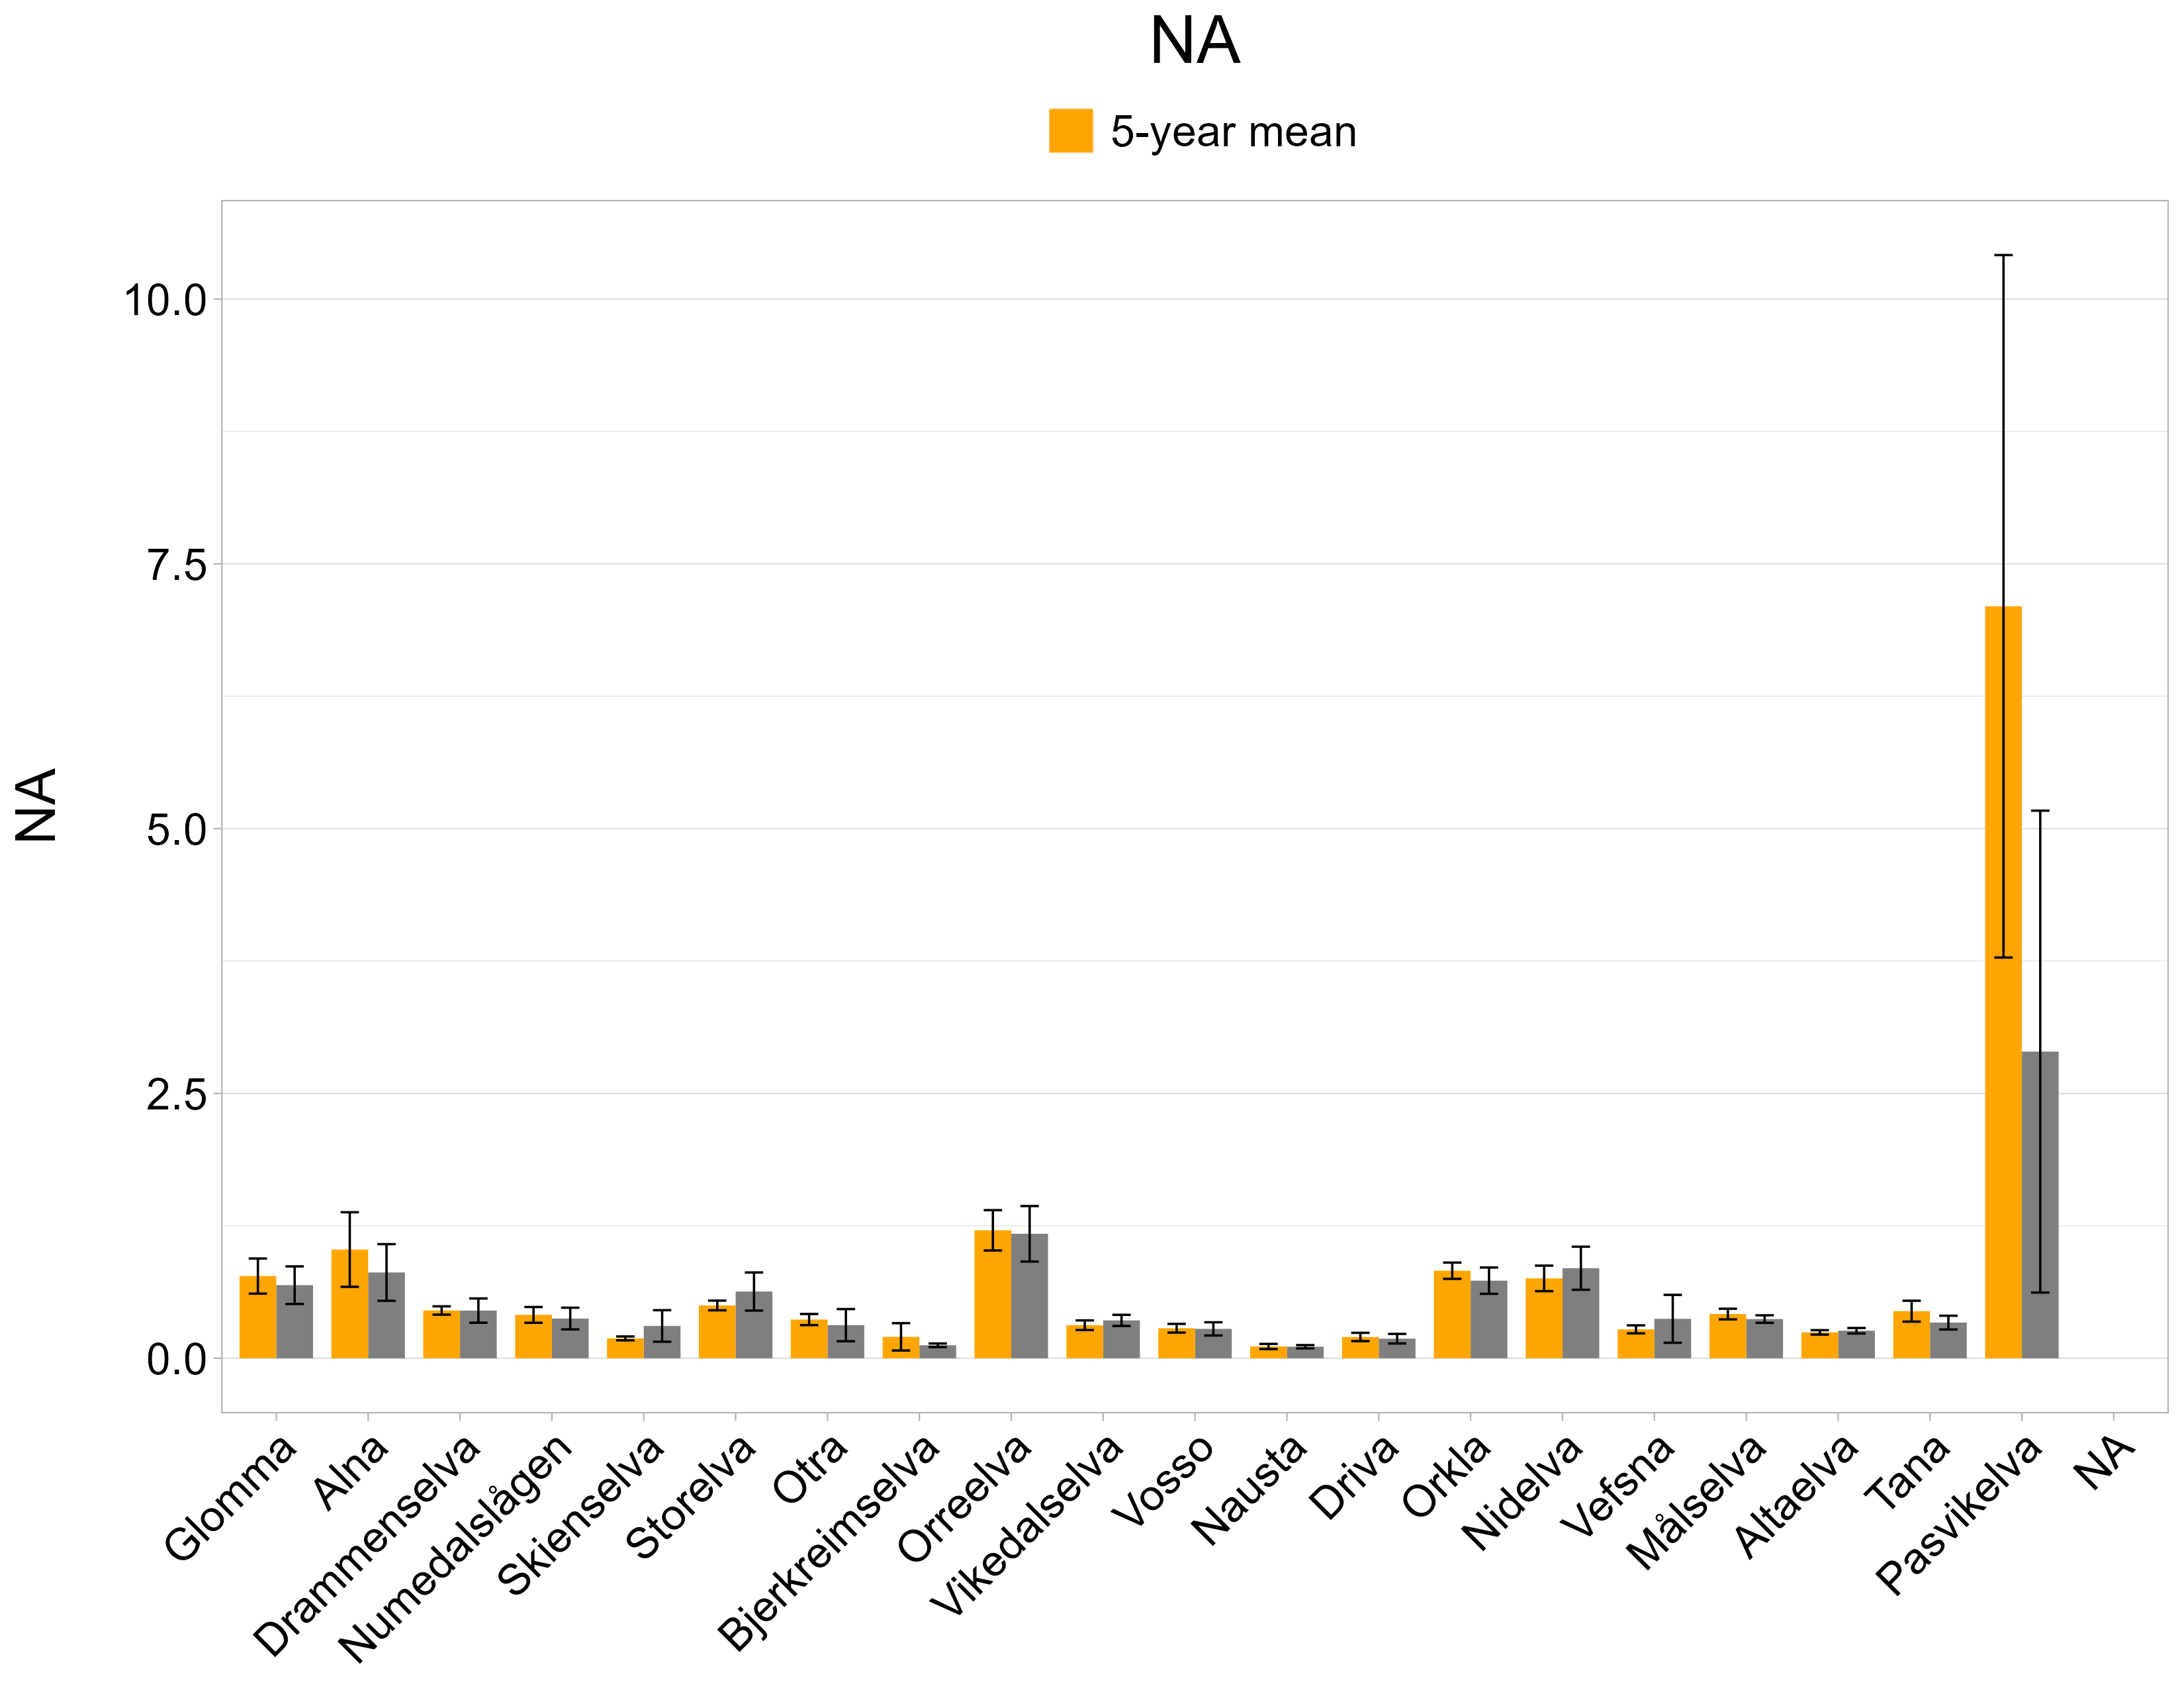 NA
5-year mean
NA
10.0
7.5
5.0
2.5
0.0
Glomma
Alna
Drammenselva
Numedalslågen
Skienselva
Storelva
Otra
Bjerkreimselva
Orreelva
Vikedalselva
Vosso
Nausta
Driva
Orkla
Nidelva
Vefsna
Målselva
Altaelva
Tana
Pasvikelva
NA